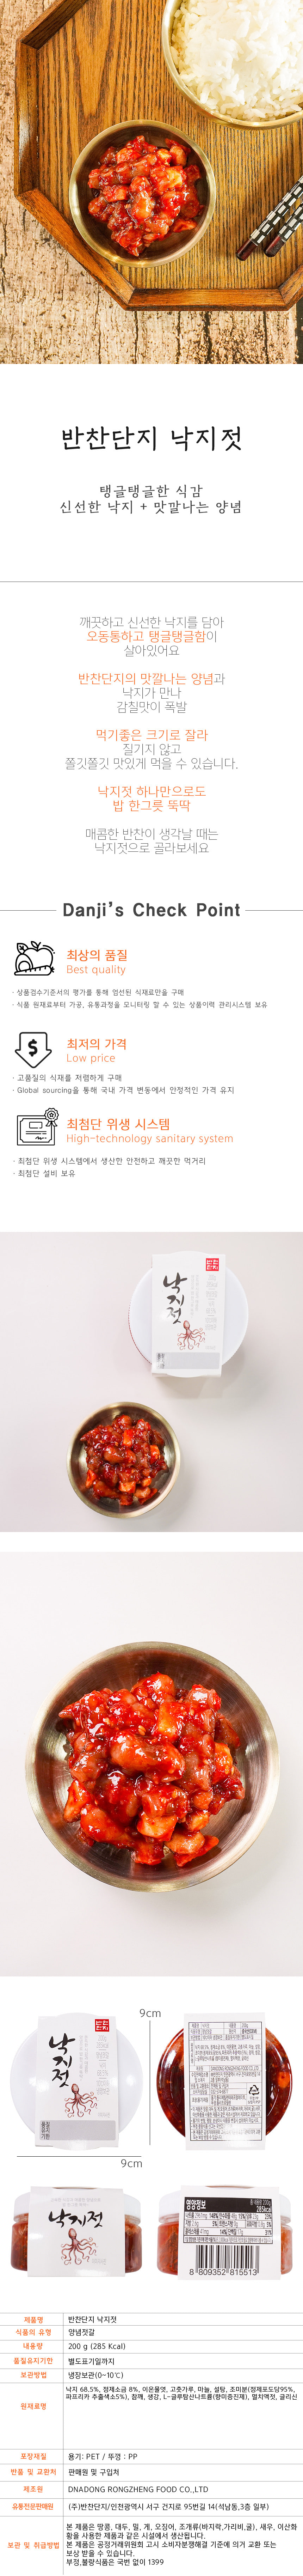 반찬단지 낙지젓
탱글탱글한 식감
신선한 낙지 + 맛깔나는 양념
깨끗하고 신선한 낙지를 담아
오동통하고 탱글탱글함이
살아있어요
반찬단지의 맛깔나는 양념과
낙지가 만나
감칠맛이 폭발
먹기좋은 크기로 잘라
질기지 않고
쫄깃쫄깃 맛있게 먹을 수 있습니다.
낙지젓 하나만으로도
밥 한그릇 뚝딱
매콤한 반찬이 생각날 때는
낙지젓으로 골라보세요
Danji's Check Point
최상의 품질
Best quality
· 상품검수기준서의 평가를 통해 엄선된 식재료만을 구매
· 식품 원재료부터 가공, 유통과정을 모니터링 할 수 있는 상품이력 관리시스템 보유
$
최저의 가격
Low price
· 고품질의 식재를 저렴하게 구매
· Global sourcing을 통해 국내 가격 변동에서 안정적인 가격 유지
최첨단 위생 시스템
High-technology sanitary system
· 최첨단 위생 시스템에서 생산한 안전하고 깨끗한 먹거리
· 최첨단 설비 보유
낙지젓
9cm
낙지젓
9cm
낙지젓
영양정보
285kcal
8 809352 815513
제품명 반찬단지 낙지젓
식품의 유형 양념젓갈
내용량 200 g (285 Kcal)
품질유지기한 별도표기일까지
보관방법 냉장보관(0~10℃)
원재료명 낙지 68.5%, 정제소금 8%, 이온물엿, 고춧가루, 마늘, 설탕, 조미분(정제포도당95%,
파프리카 추출색소5%), 참깨, 생강, L-글루탐산나트륨(향미증진제), 멸치액젓, 글리신
포장재질 용기: PET / 뚜껑 : PP
반품 및 교환처 판매원 및 구입처
제조원 DNADONG RONGZHENG FOOD CO.,LTD
유통전문판매원 (주)반찬단지/인천광역시 서구 건지로 95번길 14(석남동,3층 일부)
보관 및 취급방법 본 제품은 땅콩, 대두, 밀, 게, 오징어, 조개류(바지락,가리비,굴), 새우, 이산화
황을 사용한 제품과 같은 시설에서 생산됩니다.
본 제품은 공정거래위원회 고시 소비자분쟁해결 기준에 의거 교환 또는
보상 받을 수 있습니다.
부정,불량식품은 국번 없이 1399